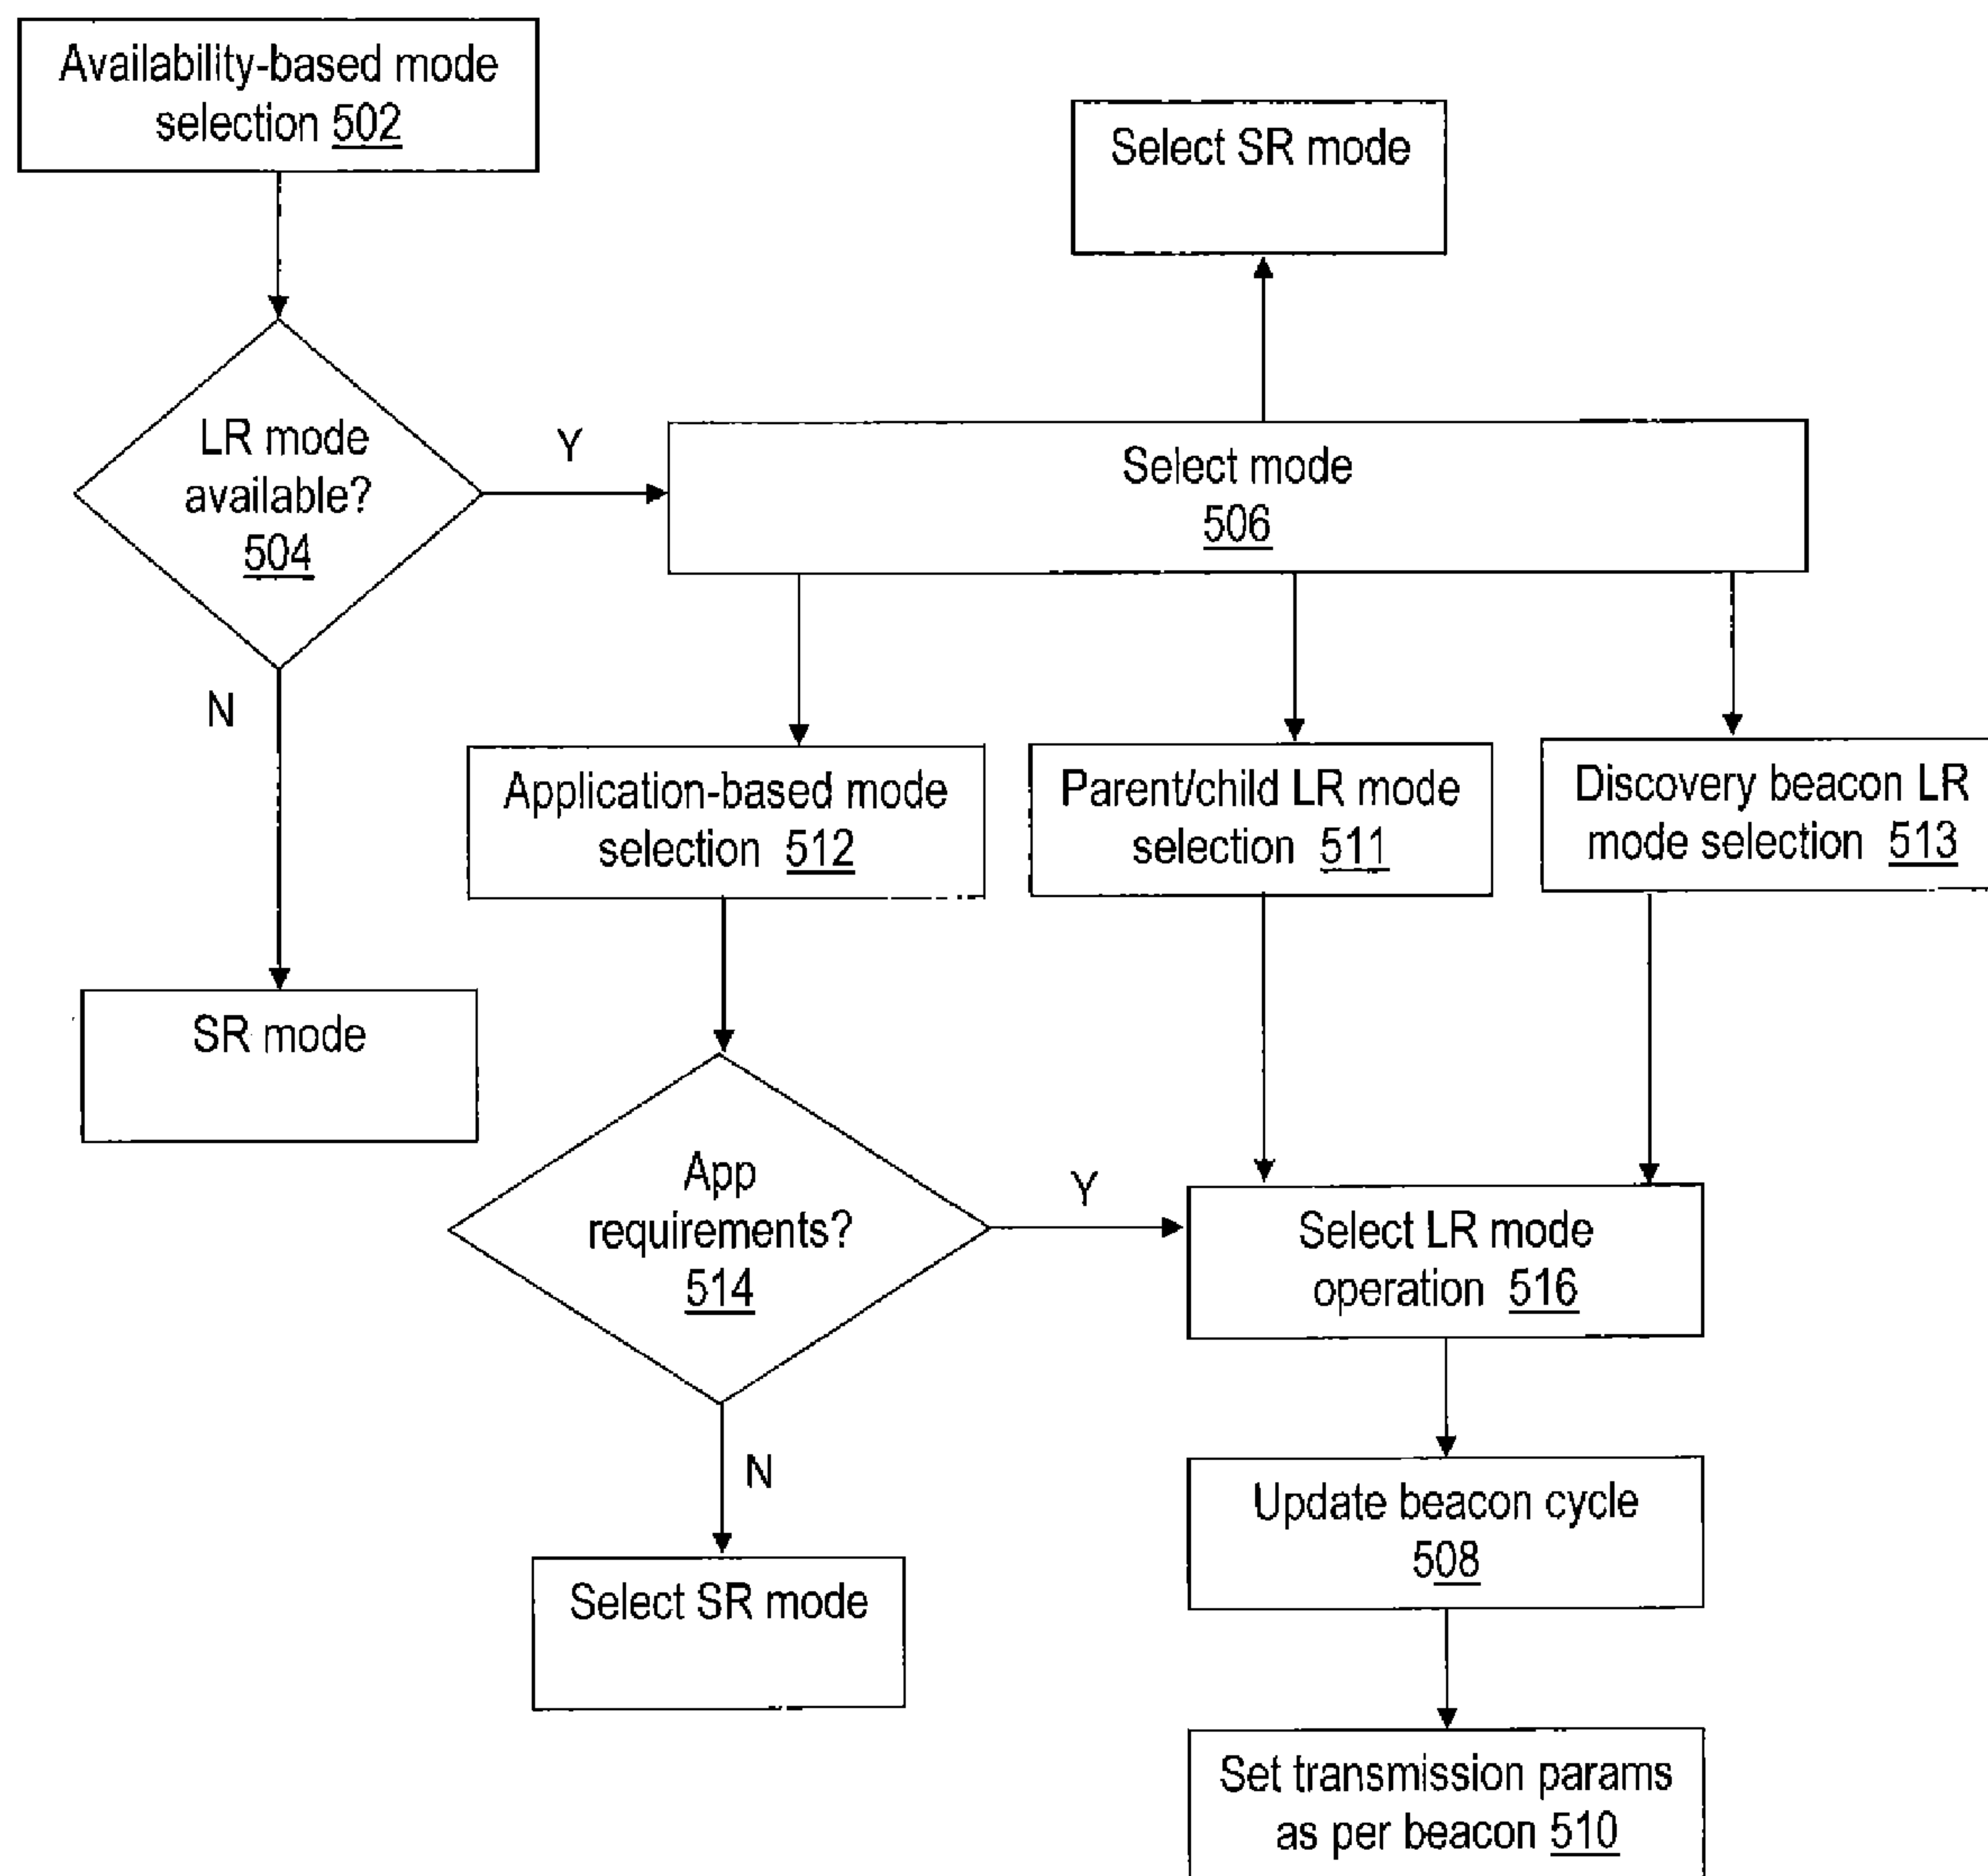 Availability-based mode
selection 502
Select SR mode
LR mode
available?
504
Y
Select mode
506
N
Application-based mode
selection 512
Parent/child LR mode
selection 511
Discovery beacon LR
mode selection 513
SR mode
App
requirements?
514
Y
Select LR mode
operation 516
N
Update beacon cycle
508
Select SR mode
Set transmission params
as per beacon 510